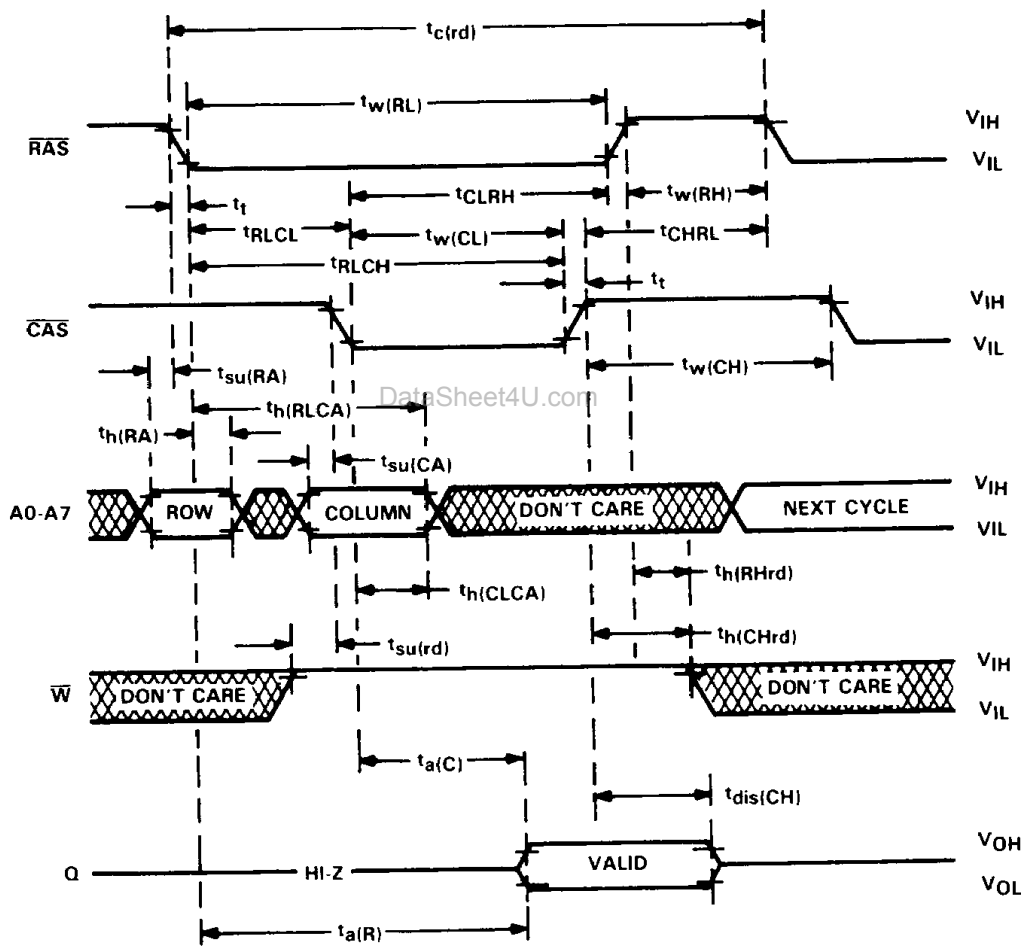 tc(rd)
tw(RL)
VIH
RAS
VIL
tCLRH
tw(RH)
tt
tRLCL
tw(CL)
tCHRL
tRLCH
tt
VIH
CAS
VIL
tsu(RA)
tw(CH)
DataSheet4U.com
th(RLCA)
th(RA)
tsu(CA)
VIH
A0-A7
ROW
COLUMN
DON'T CARE
NEXT CYCLE
VIL
th(RHrd)
th(CLCA)
tsu(rd)
th(CHrd)
VIH
W
DON'T CARE
DON'T CARE
VIL
ta(C)
tdis(CH)
VOH
Q
HI-Z
VALID
VOL
ta(R)